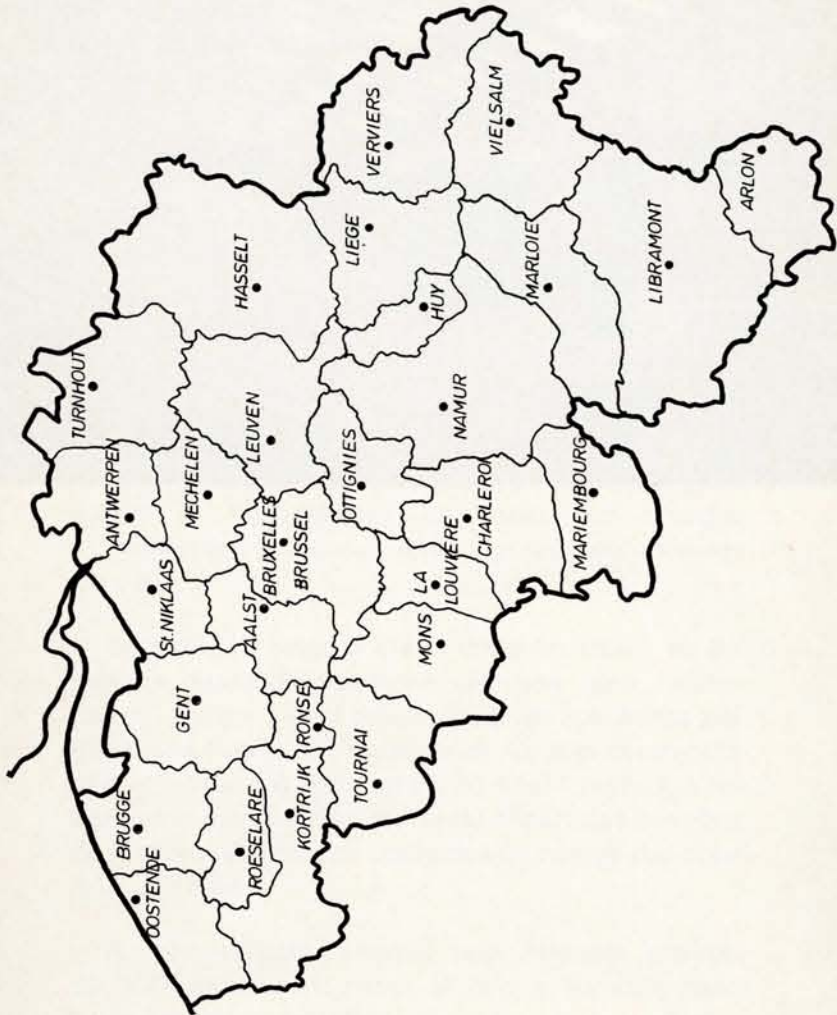 OOSTENDE
BRUGGE
ROESELARE
KORTRIJK
GENT
RONSE
TOURNAI
St.NIKLAAS
AALST
MONS
ANTWERPEN
MECHELEN
BRUXELLES
BRUSSEL
LA
LOUVIERE
TURNHOUT
LEUVEN
OTTIGNIES
CHARLEROI
MARIEMBOURG
NAMUR
HASSELT
LIEGE
HUY
MARLOIE
LIBRAMONT
VERVIERS
VIELSALM
ARLON